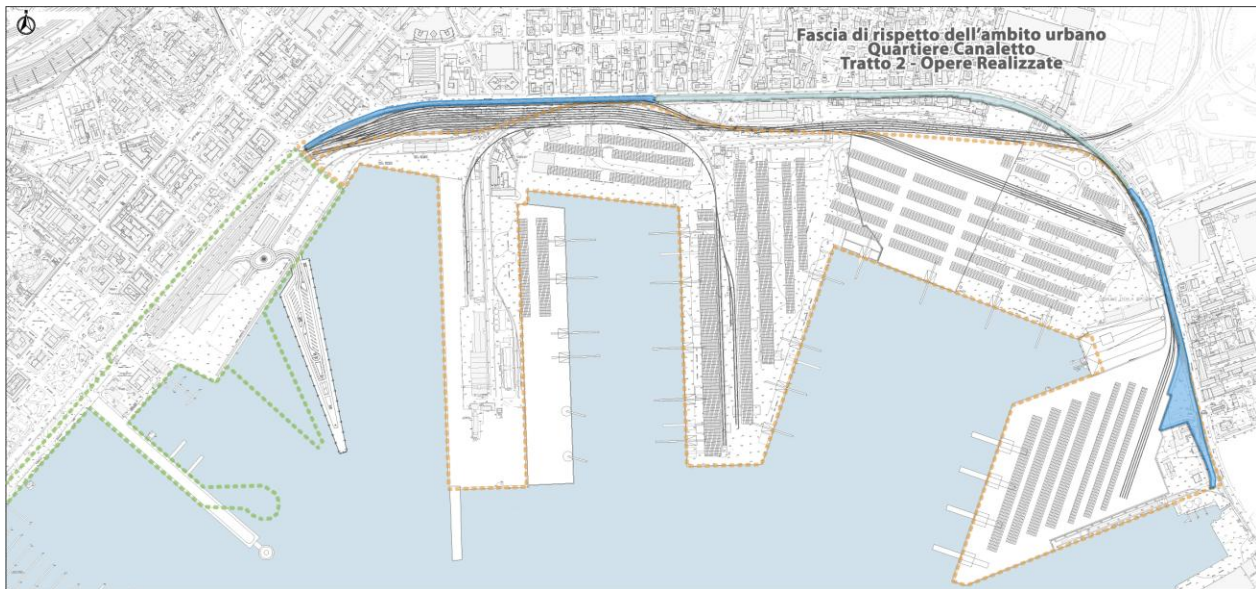 Fascia di rispetto dell'ambito urbano
Quartiere Canaletto
Tratto 2 - Opere Realizzate